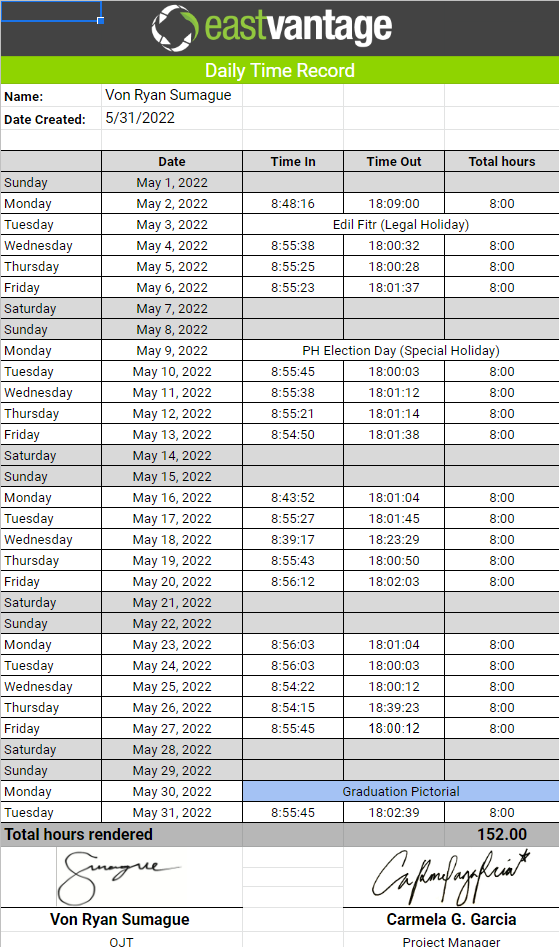 eastvantage
Daily Time Record
Name: Von Ryan Sumague
Date Created: 5/31/2022
Date Time In Time Out Total hours
Sunday May 1, 2022
Monday May 2, 2022 8:48:16 18:09:00 8:00
Tuesday May 3, 2022 Edil Fitr (Legal Holiday)
Wednesday May 4, 2022 8:55:38 18:00:32 8:00
Thursday May 5, 2022 8:55:25 18:00:28 8:00
Friday May 6, 2022 8:55:23 18:01:37 8:00
Saturday May 7, 2022
Sunday May 8, 2022
Monday May 9, 2022 PH Election Day (Special Holiday)
Tuesday May 10, 2022 8:55:45 18:00:03 8:00
Wednesday May 11, 2022 8:55:38 18:01:12 8:00
Thursday May 12, 2022 8:55:21 18:01:14 8:00
Friday May 13, 2022 8:54:50 18:01:38 8:00
Saturday May 14, 2022
Sunday May 15, 2022
Monday May 16, 2022 8:43:52 18:01:04 8:00
Tuesday May 17, 2022 8:55:27 18:01:45 8:00
Wednesday May 18, 2022 8:39:17 18:23:29 8:00
Thursday May 19, 2022 8:55:43 18:00:50 8:00
Friday May 20, 2022 8:56:12 18:02:03 8:00
Saturday May 21, 2022
Sunday May 22, 2022
Monday May 23, 2022 8:56:03 18:01:04 8:00
Tuesday May 24, 2022 8:56:03 18:00:03 8:00
Wednesday May 25, 2022 8:54:22 18:00:12 8:00
Thursday May 26, 2022 8:54:15 18:39:23 8:00
Friday May 27, 2022 8:55:45 18:00:12 8:00
Saturday May 28, 2022
Sunday May 29, 2022
Monday May 30, 2022 Graduation Pictorial
Tuesday May 31, 2022 8:55:45 18:02:39 8:00
Total hours rendered 152.00
Sumague
Von Ryan Sumague Carmela G. Garcia
OJT Project Manager